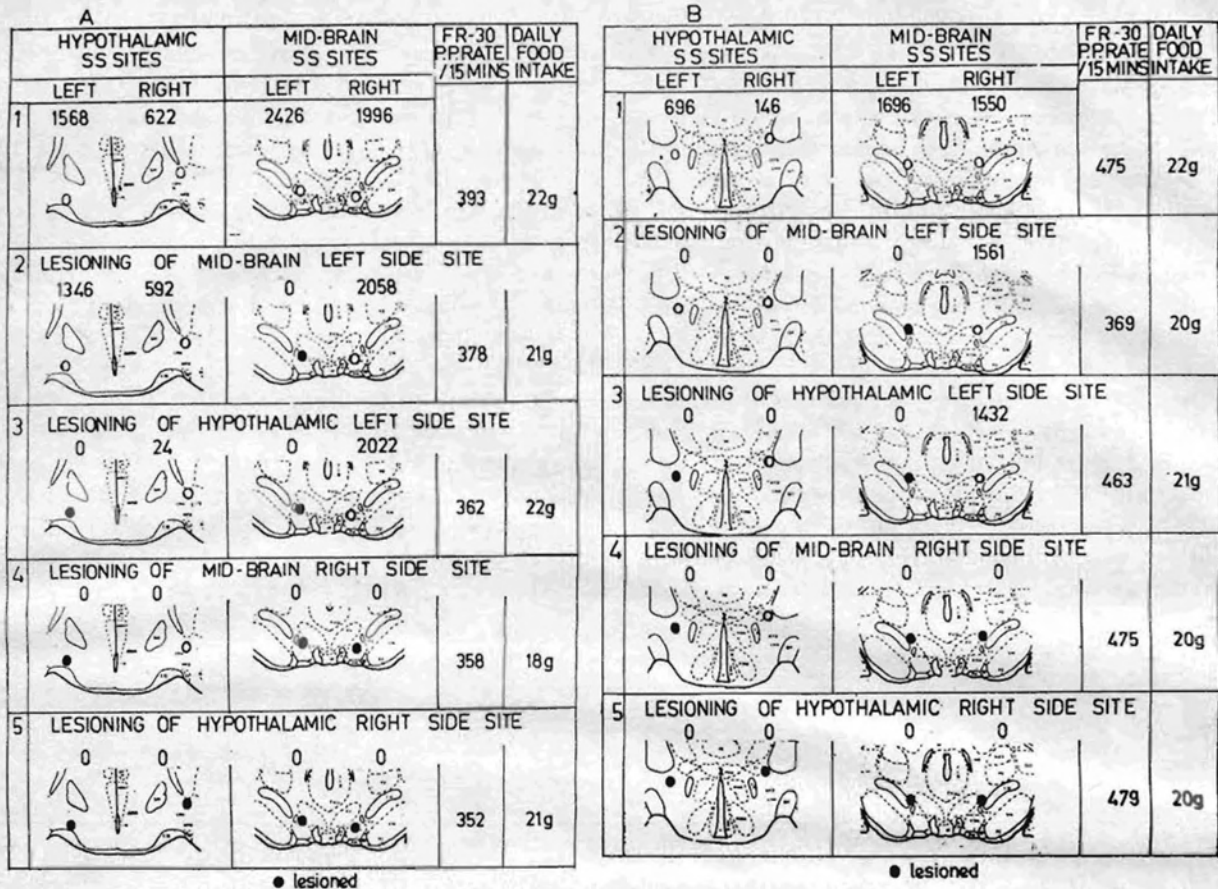 A
HYPOTHALAMIC SS SITES
MID-BRAIN SS SITES
FR-30 P.P.RATE /15 MINS
DAILY FOOD INTAKE
LEFT RIGHT LEFT RIGHT
1 1568 622 2426 1996
393 22g
2 LESIONING OF MID-BRAIN LEFT SIDE SITE
1346 592 0 2058
378 21g
3 LESIONING OF HYPOTHALAMIC LEFT SIDE SITE
0 24 0 2022
362 22g
4 LESIONING OF MID-BRAIN RIGHT SIDE SITE
0 0 0 0
358 18g
5 LESIONING OF HYPOTHALAMIC RIGHT SIDE SITE
0 0 0 0
352 21g
● lesioned
B
HYPOTHALAMIC SS SITES
MID-BRAIN SS SITES
FR-30 P.P.RATE /15 MINS
DAILY FOOD INTAKE
LEFT RIGHT LEFT RIGHT
1 696 146 1696 1550
475 22g
2 LESIONING OF MID-BRAIN LEFT SIDE SITE
0 0 0 1561
369 20g
3 LESIONING OF HYPOTHALAMIC LEFT SIDE SITE
0 0 0 1432
463 21g
4 LESIONING OF MID-BRAIN RIGHT SIDE SITE
0 0 0 0
475 20g
5 LESIONING OF HYPOTHALAMIC RIGHT SIDE SITE
0 0 0 0
479 20g
● lesioned